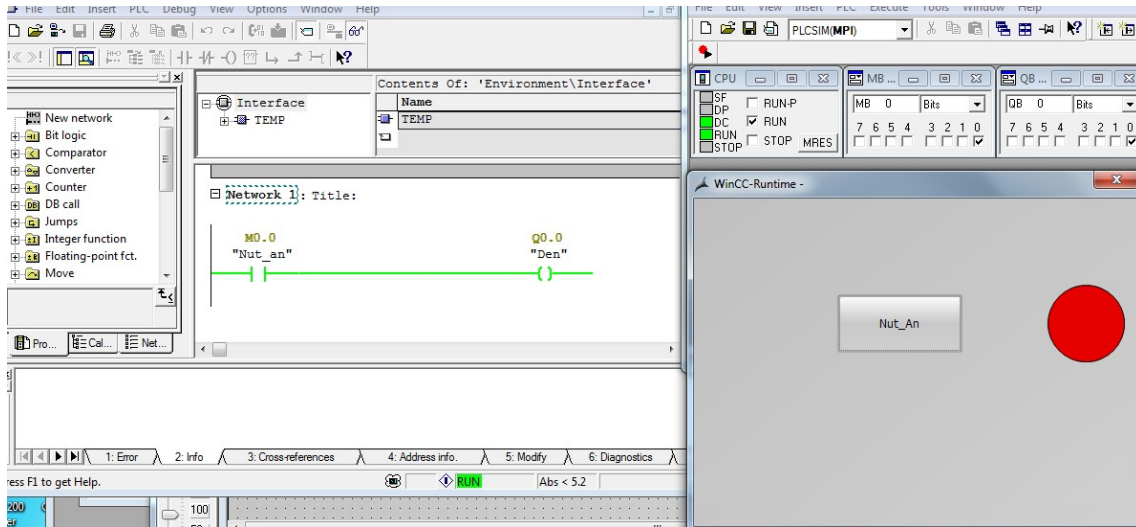 File Edit Insert PLC Debug View Options Window Help
New network
Bit logic
Comparator
Converter
Counter
DB call
Jumps
Integer function
Floating-point fct.
Move
Pro...
Cal...
Net...
Contents Of: 'Environment\Interface'
Interface
TEMP
Name
TEMP
Network 1: Title:
M0.0
"Nut_an"
Q0.0
"Den"
1: Error
2: Info
3: Cross-references
4: Address info.
5: Modify
6: Diagnostics
ress F1 to get Help.
RUN
Abs < 5.2
200
100
File Edit View Insert PLC Execute Tools Window Help
PLCSIM(MPI)
CPU
SF
DP
DC
RUN
STOP
RUN-P
RUN
STOP
MRES
MB ...
MB 0
Bits
7 6 5 4 3 2 1 0
QB ...
QB 0
Bits
7 6 5 4 3 2 1 0
WinCC-Runtime -
Nut_An